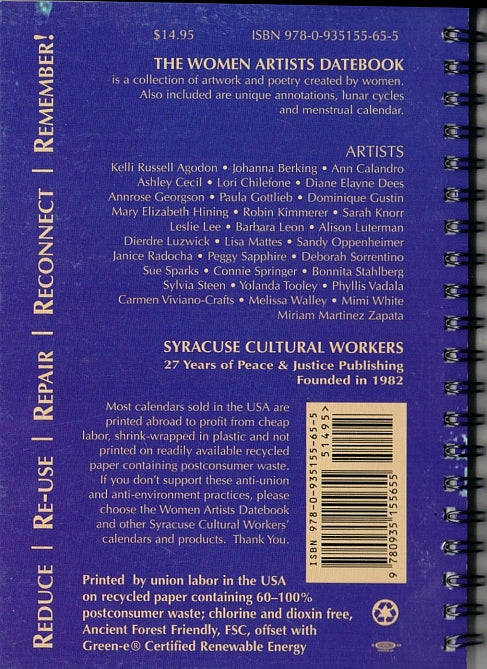 $14.95 ISBN 978-0-935155-65-5
THE WOMEN ARTISTS DATEBOOK
is a collection of artwork and poetry created by women.
Also included are unique annotations, lunar cycles
and menstrual calendar.
ARTISTS
Kelli Russell Agodon • Johanna Berking • Ann Calandro
Ashley Cecil • Lori Chilefone • Diane Elayne Dees
Annrose Georgson • Paula Gottlieb • Dominique Gustin
Mary Elizabeth Hining • Robin Kimmerer • Sarah Knorr
Leslie Lee • Barbara Leon • Alison Luterman
Dierdre Luzwick • Lisa Mattes • Sandy Oppenheimer
Janice Radocha • Peggy Sapphire • Deborah Sorrentino
Sue Sparks • Connie Springer • Bonnita Stahlberg
Sylvia Steen • Yolanda Tooley • Phyllis Vadala
Carmen Viviano-Crafts • Melissa Walley • Mimi White
Miriam Martinez Zapata
SYRACUSE CULTURAL WORKERS
27 Years of Peace & Justice Publishing
Founded in 1982
Most calendars sold in the USA are
printed abroad to profit from cheap
labor, shrink-wrapped in plastic and not
printed on readily available recycled
paper containing postconsumer waste.
If you don't support these anti-union
and anti-environment practices, please
choose the Women Artists Datebook
and other Syracuse Cultural Workers'
calendars and products. Thank You.
ISBN 978-0-935155-65-5
51495>
9 780935 155655
Printed by union labor in the USA
on recycled paper containing 60–100%
postconsumer waste; chlorine and dioxin free,
Ancient Forest Friendly, FSC, offset with
Green-e® Certified Renewable Energy
REDUCE | RE-USE | REPAIR | RECONNECT | REMEMBER!